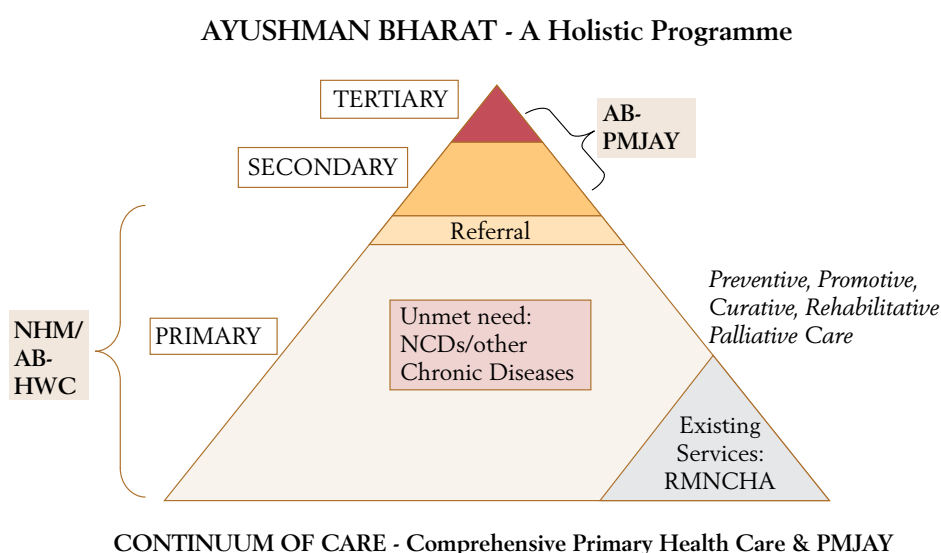 AYUSHMAN BHARAT - A Holistic Programme
TERTIARY
AB-
PMJAY
SECONDARY
Referral
Preventive, Promotive,
Curative, Rehabilitative
Palliative Care
NHM/
AB-
HWC
PRIMARY
Unmet need:
NCDs/other
Chronic Diseases
Existing
Services:
RMNCHA
CONTINUUM OF CARE - Comprehensive Primary Health Care & PMJAY